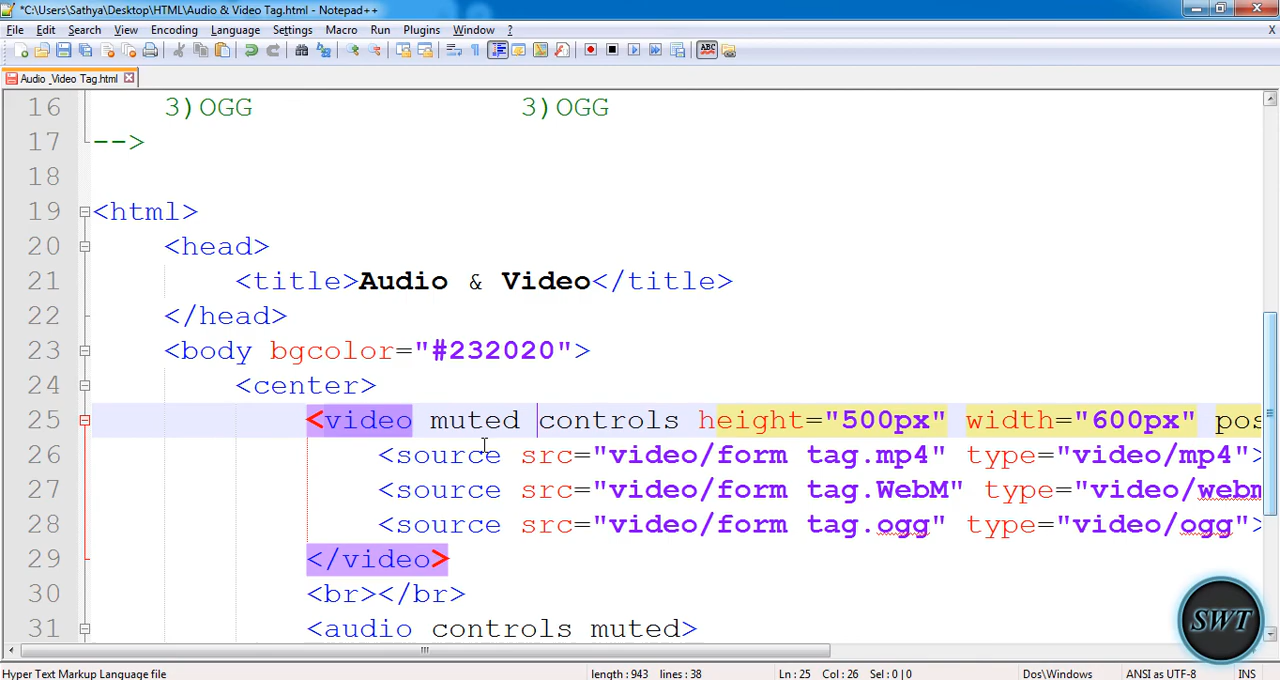 *C:\Users\Sathya\Desktop\HTML\Audio & Video Tag.html - Notepad++
File Edit Search View Encoding Language Settings Macro Run Plugins Window ? X
Audio _Video Tag.html
16 3)OGG 3)OGG
17 -->
18
19 <html>
20 <head>
21 <title>Audio & Video</title>
22 </head>
23 <body bgcolor="#232020">
24 <center>
25 <video muted controls height="500px" width="600px" pos
26 <source src="video/form tag.mp4" type="video/mp4">
27 <source src="video/form tag.WebM" type="video/webm
28 <source src="video/form tag.ogg" type="video/ogg">
29 </video>
30 <br></br>
31 <audio controls muted>
SWT
Hyper Text Markup Language file length : 943 lines : 38 Ln : 25 Col : 26 Sel : 0 | 0 Dos\Windows ANSI as UTF-8 INS